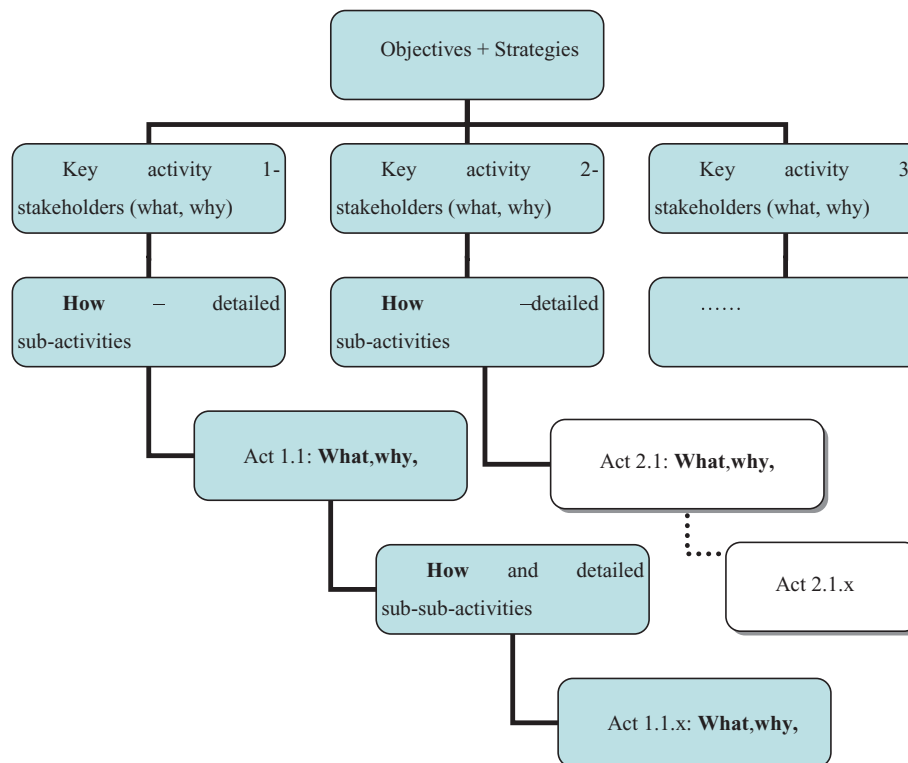 Objectives + Strategies
Key activity 1-
stakeholders (what, why)
Key activity 2-
stakeholders (what, why)
Key activity 3
stakeholders (what, why)
How – detailed
sub-activities
How –detailed
sub-activities
……
Act 1.1: What,why,
Act 2.1: What,why,
How and detailed
sub-sub-activities
Act 2.1.x
Act 1.1.x: What,why,